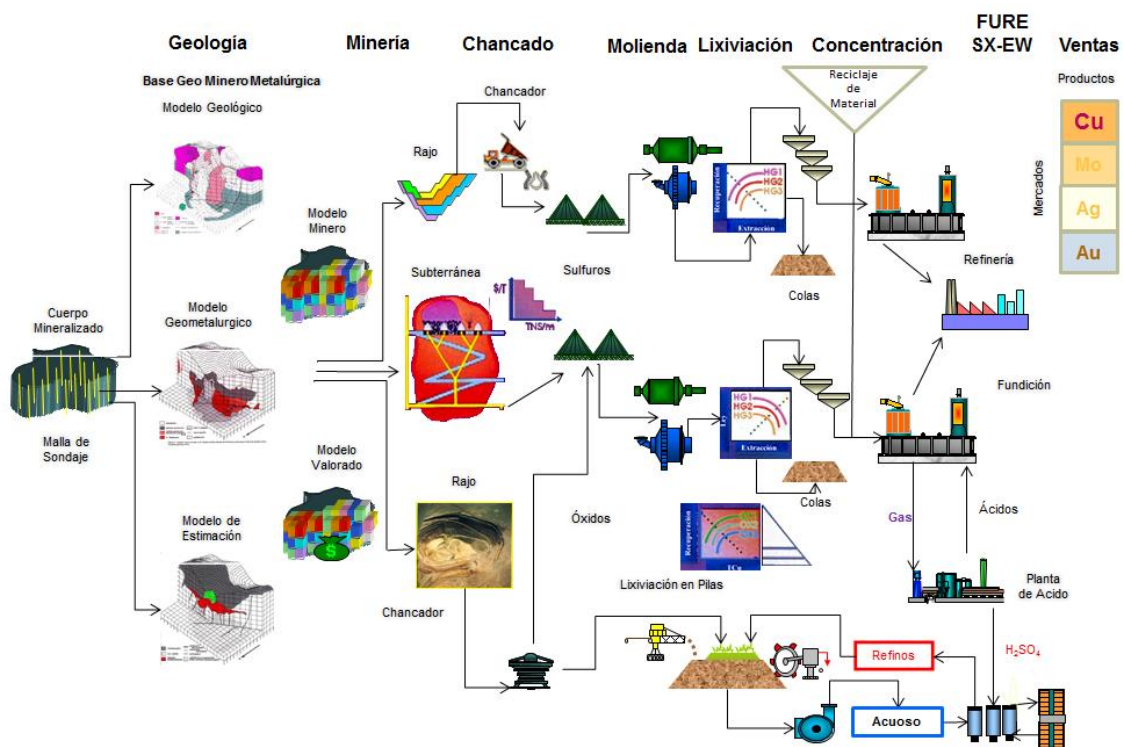 Geología
Minería
Chancado
Molienda
Lixiviación
Concentración
FURE
SX-EW
Ventas
Base Geo Minero Metalúrgica
Modelo Geológico
Chancador
Reciclaje
de
Material
Productos
Cu
Mo
Ag
Au
Mercados
Rajo
Recuperación
HG1
HG2
HG3
Extracción
Modelo
Minero
Subterránea
Sulfuros
$/T
TNS/m
Colas
Refinería
Cuerpo
Mineralizado
Modelo
Geometalurgico
Malla de
Sondaje
HG1
HG2
HG3
Extracción
Fundición
Modelo
Valorado
Rajo
Óxidos
Colas
Gas
Ácidos
Modelo de
Estimación
$
Recuperación
Lixiviación en Pilas
Planta
de Acido
Chancador
Refinos
H2SO4
Acuoso